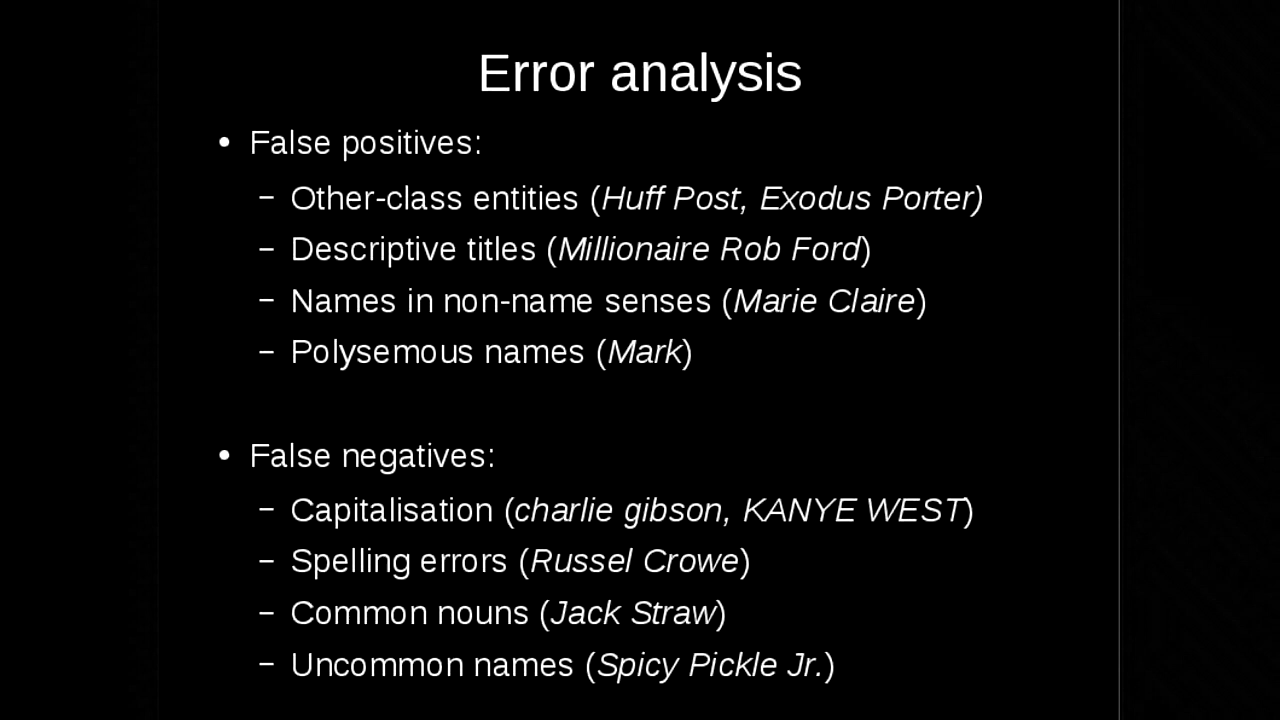 Error analysis
• False positives:
– Other-class entities (Huff Post, Exodus Porter)
– Descriptive titles (Millionaire Rob Ford)
– Names in non-name senses (Marie Claire)
– Polysemous names (Mark)
• False negatives:
– Capitalisation (charlie gibson, KANYE WEST)
– Spelling errors (Russel Crowe)
– Common nouns (Jack Straw)
– Uncommon names (Spicy Pickle Jr.)